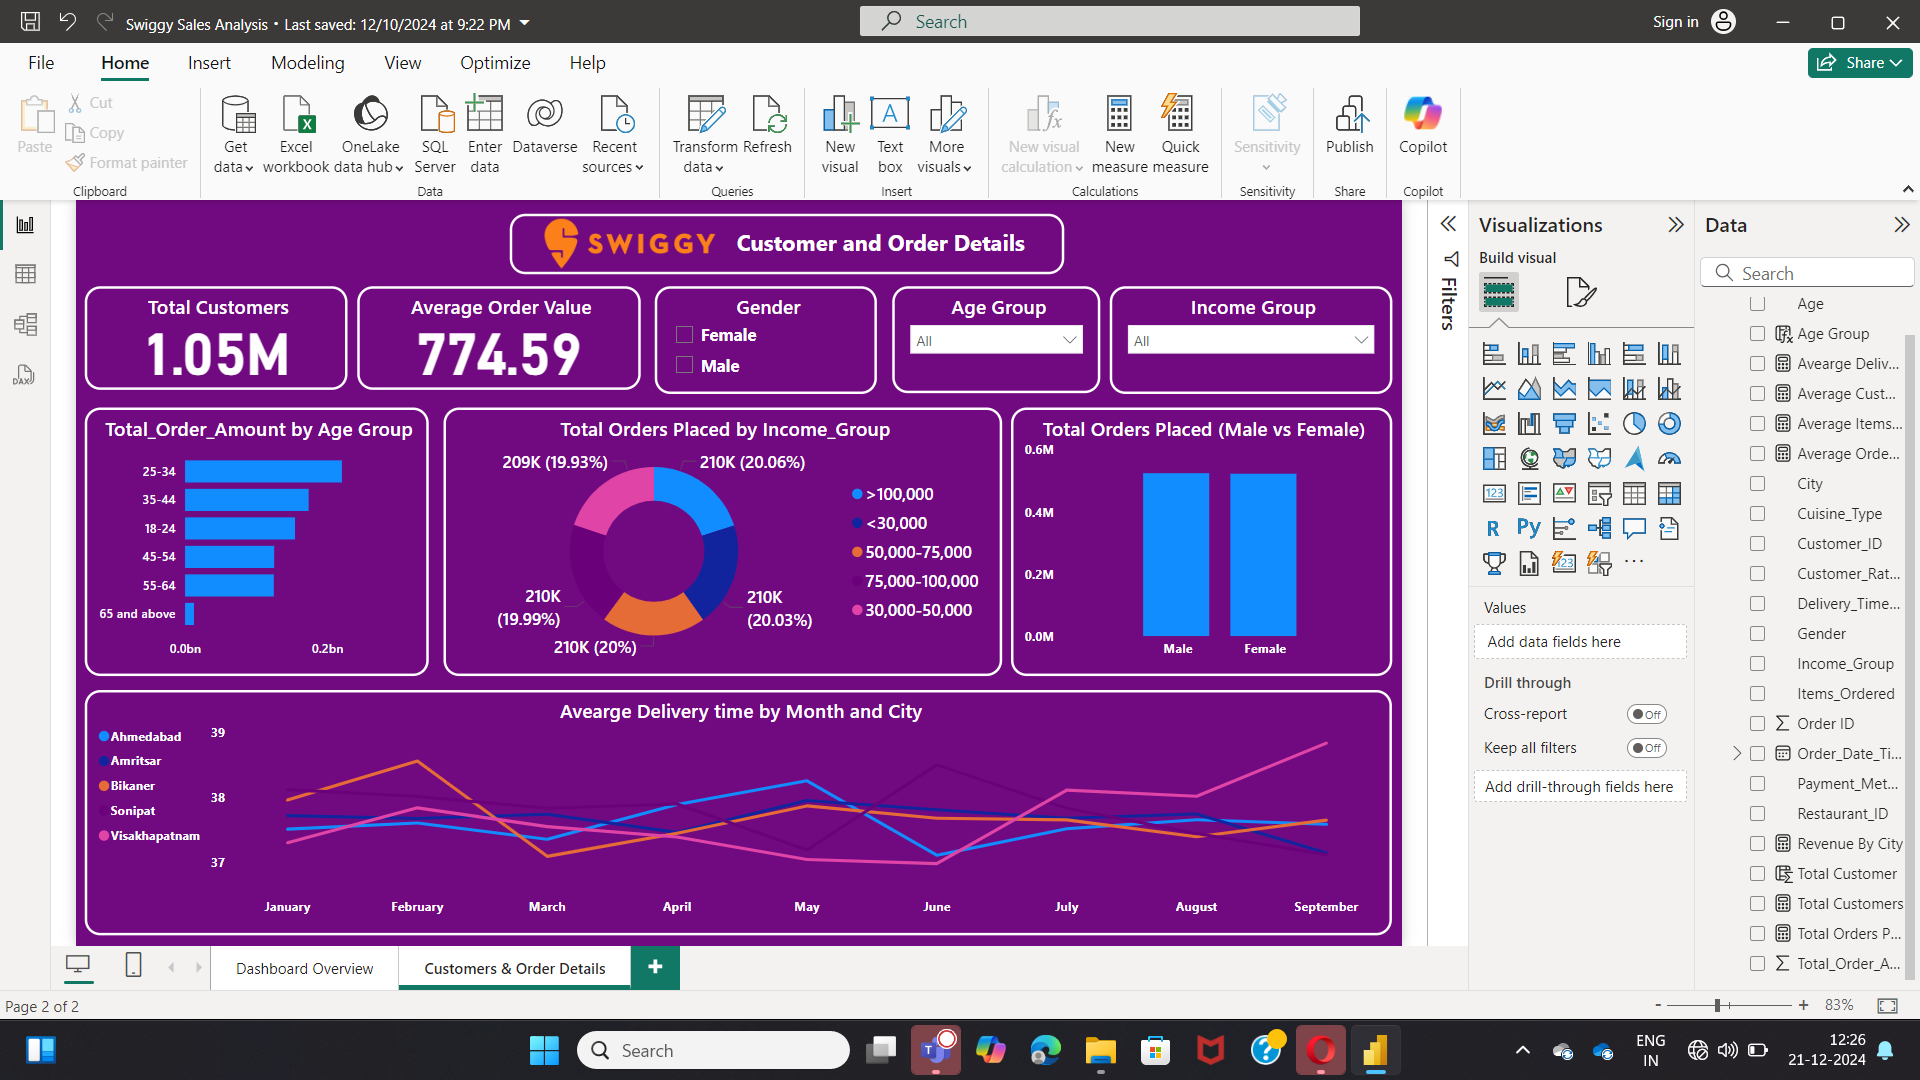 Swiggy Sales Analysis • Last saved: 12/10/2024 at 9:22 PM
Search
Sign in
File
Home
Insert
Modeling
View
Optimize
Help
Share
Paste
Cut
Copy
Format painter
Clipboard
Get data
Excel workbook
OneLake data hub
SQL Server
Enter data
Dataverse
Recent sources
Data
Transform data
Refresh
Queries
New visual
Text box
More visuals
Insert
New visual calculation
New measure
Quick measure
Calculations
Sensitivity
Sensitivity
Publish
Share
Copilot
Copilot
DAX
SWIGGY
Customer and Order Details
Total Customers
1.05M
Average Order Value
774.59
Gender
Female
Male
Age Group
All
Income Group
All
Total_Order_Amount by Age Group
25-34
35-44
18-24
45-54
55-64
65 and above
0.0bn
0.2bn
Total Orders Placed by Income_Group
209K (19.93%)
210K (20.06%)
210K
(19.99%)
210K
(20.03%)
210K (20%)
>100,000
<30,000
50,000-75,000
75,000-100,000
30,000-50,000
Total Orders Placed (Male vs Female)
0.6M
0.4M
0.2M
0.0M
Male
Female
Avearge Delivery time by Month and City
Ahmedabad
Amritsar
Bikaner
Sonipat
Visakhapatnam
39
38
37
January
February
March
April
May
June
July
August
September
Filters
Visualizations
Build visual
123
R
Py
123
...
Values
Add data fields here
Drill through
Cross-report
Off
Keep all filters
Off
Add drill-through fields here
Data
Search
Age
Age Group
Avearge Deliv...
Average Cust...
Average Items...
Average Orde...
City
Cuisine_Type
Customer_ID
Customer_Rat...
Delivery_Time...
Gender
Income_Group
Items_Ordered
Order ID
Order_Date_Ti...
Payment_Met...
Restaurant_ID
Revenue By City
Total Customer
Total Customers
Total Orders P...
Total_Order_A...
Dashboard Overview
Customers & Order Details
+
Page 2 of 2
- + 83%
Search
ENG
IN
12:26
21-12-2024